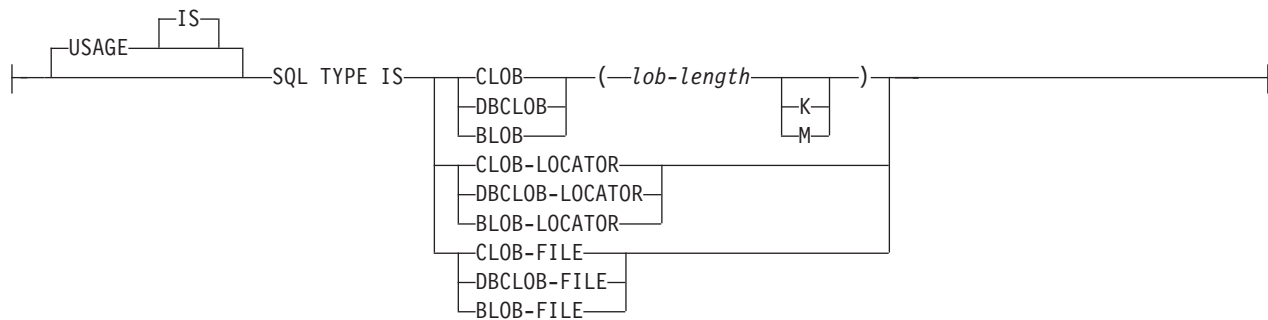 IS
USAGE
SQL TYPE IS CLOB ( lob-length )
DBCLOB K
BLOB M
CLOB-LOCATOR
DBCLOB-LOCATOR
BLOB-LOCATOR
CLOB-FILE
DBCLOB-FILE
BLOB-FILE